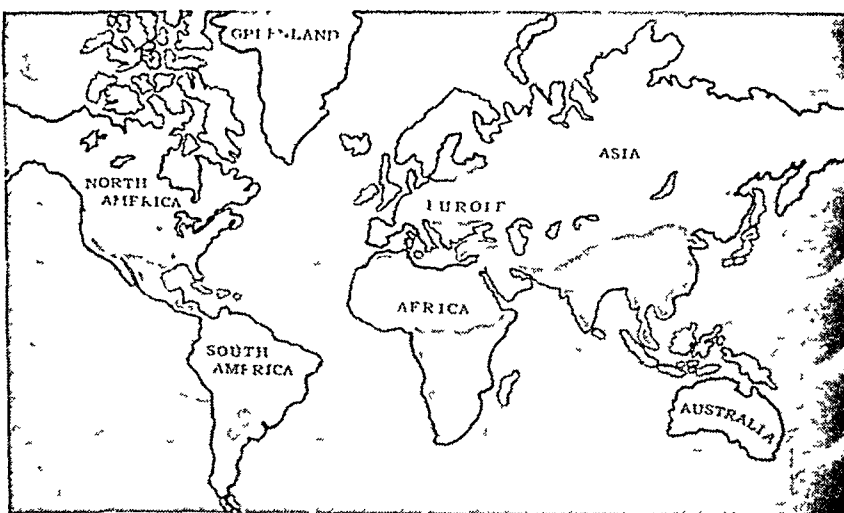 GREENLAND
ASIA
NORTH
AMERICA
EUROPE
AFRICA
SOUTH
AMERICA
AUSTRALIA